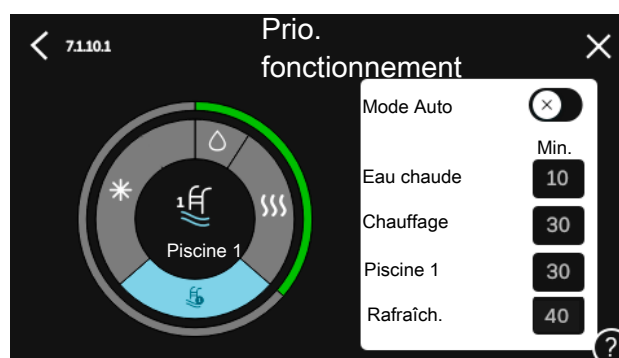 7.1.10.1
Prio.
fonctionnement
Mode Auto
Min.
Eau chaude 10
Chauffage 30
Piscine 1 30
Rafraîch. 40
1
Piscine 1
1
?